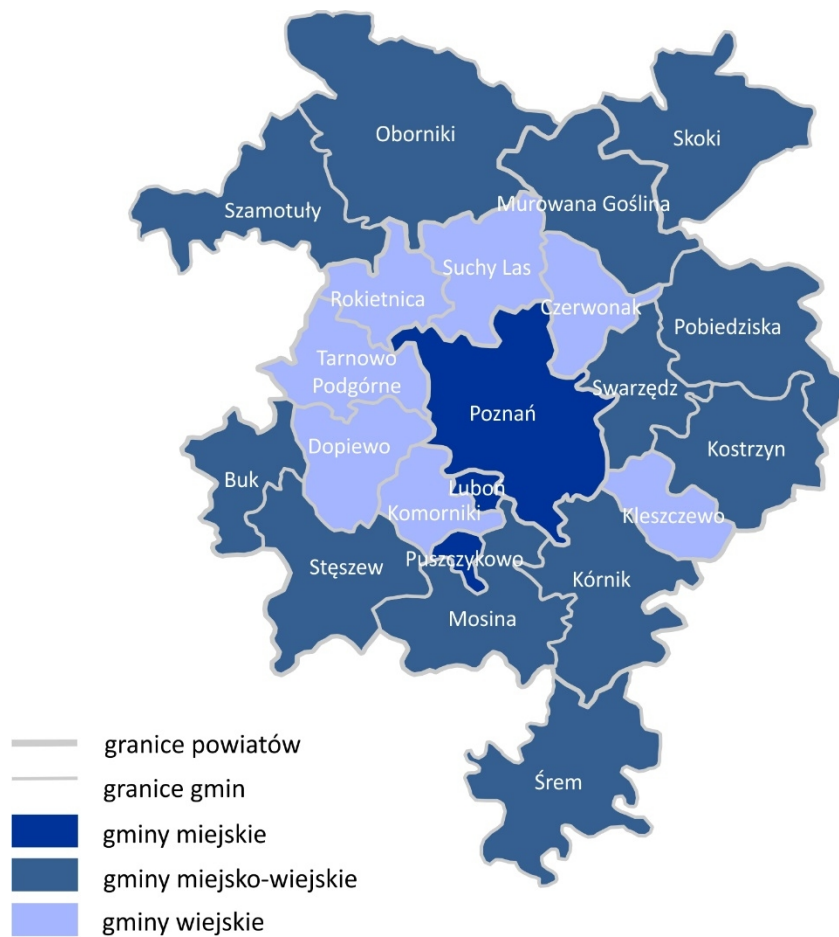 Oborniki
Skoki
Szamotuły
Murowana Goślina
Suchy Las
Rokietnica
Czerwonak
Pobiedziska
Tarnowo
Podgórne
Swarzędz
Poznań
Dopiewo
Kostrzyn
Buk
Luboń
Komorniki
Kleszczewo
Puszczykowo
Stęszew
Kórnik
Mosina
Śrem
granice powiatów
granice gmin
gminy miejskie
gminy miejsko-wiejskie
gminy wiejskie